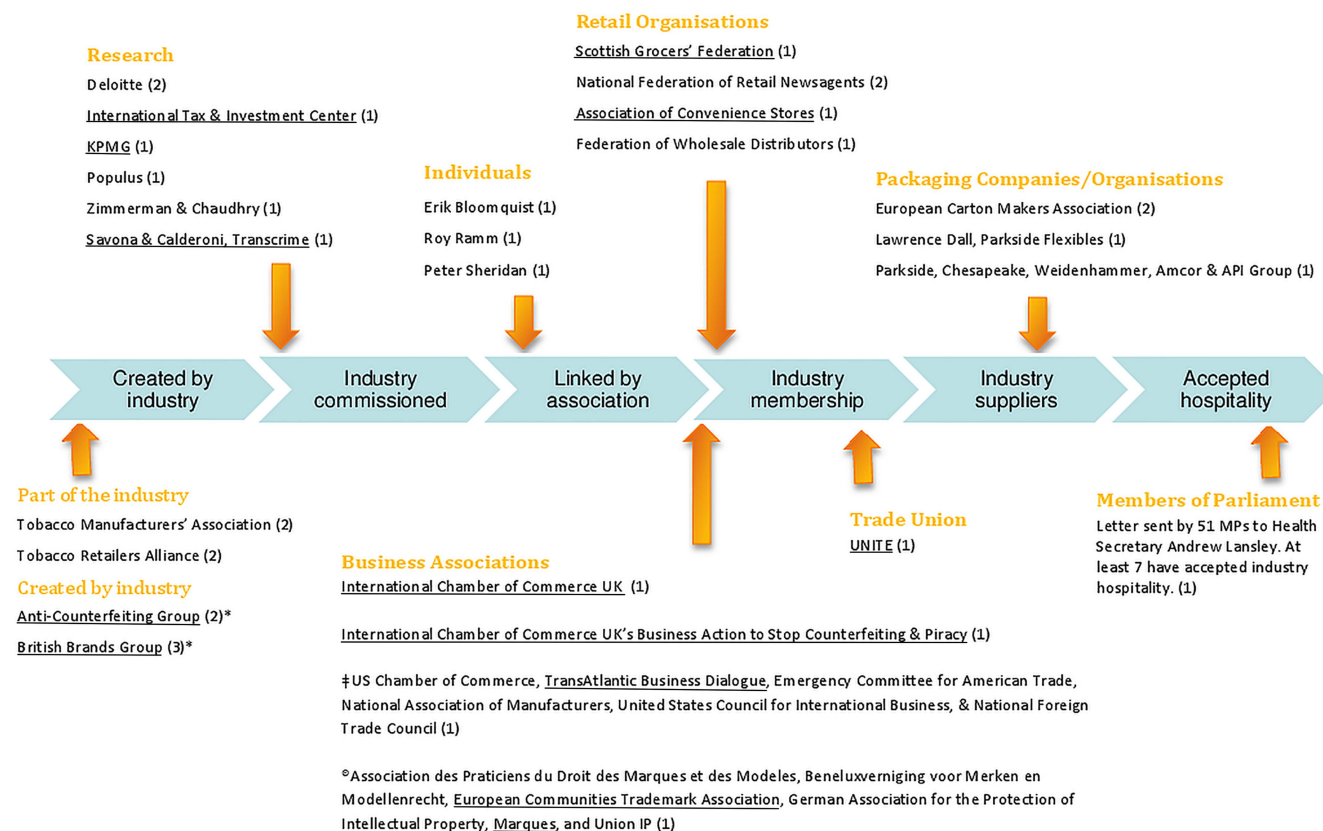 Research
Deloitte (2)
International Tax & Investment Center (1)
KPMG (1)
Populus (1)
Zimmerman & Chaudhry (1)
Savona & Calderoni, Transcrime (1)
Individuals
Erik Bloomquist (1)
Roy Ramm (1)
Peter Sheridan (1)
Retail Organisations
Scottish Grocers' Federation (1)
National Federation of Retail Newsagents (2)
Association of Convenience Stores (1)
Federation of Wholesale Distributors (1)
Packaging Companies/Organisations
European Carton Makers Association (2)
Lawrence Dall, Parkside Flexibles (1)
Parkside, Chesapeake, Weidenhammer, Amcor & API Group (1)
Created by
industry
Industry
commissioned
Linked by
association
Industry
membership
Industry
suppliers
Accepted
hospitality
Part of the industry
Tobacco Manufacturers' Association (2)
Tobacco Retailers Alliance (2)
Created by industry
Anti-Counterfeiting Group (2)*
British Brands Group (3)*
Business Associations
International Chamber of Commerce UK (1)
International Chamber of Commerce UK's Business Action to Stop Counterfeiting & Piracy (1)
ǂUS Chamber of Commerce, TransAtlantic Business Dialogue, Emergency Committee for American Trade,
National Association of Manufacturers, United States Council for International Business, & National Foreign
Trade Council (1)
°Association des Praticiens du Droit des Marques et des Modeles, Beneluxverniging voor Merken en
Modellenrecht, European Communities Trademark Association, German Association for the Protection of
Intellectual Property, Marques, and Union IP (1)
Trade Union
UNITE (1)
Members of Parliament
Letter sent by 51 MPs to Health
Secretary Andrew Lansley. At
least 7 have accepted industry
hospitality. (1)